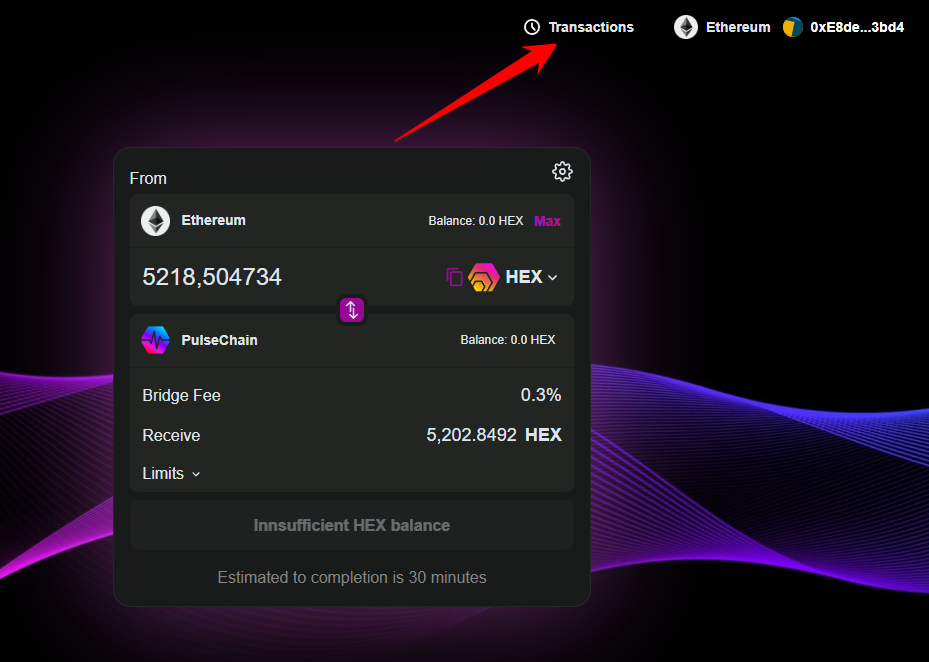 Transactions Ethereum 0xE8de...3bd4
From
Ethereum Balance: 0.0 HEX Max
5218,504734 HEX
PulseChain Balance: 0.0 HEX
Bridge Fee 0.3%
Receive 5,202.8492 HEX
Limits
Innsufficient HEX balance
Estimated to completion is 30 minutes